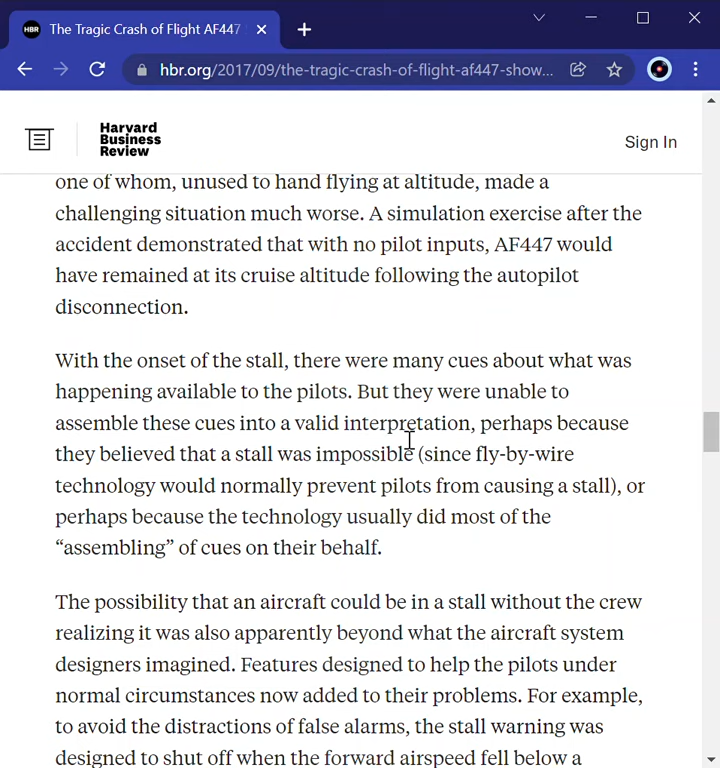 HBR The Tragic Crash of Flight AF447
hbr.org/2017/09/the-tragic-crash-of-flight-af447-show...
Harvard
Business
Review
Sign In
one of whom, unused to hand flying at altitude, made a
challenging situation much worse. A simulation exercise after the
accident demonstrated that with no pilot inputs, AF447 would
have remained at its cruise altitude following the autopilot
disconnection.
With the onset of the stall, there were many cues about what was
happening available to the pilots. But they were unable to
assemble these cues into a valid interpretation, perhaps because
they believed that a stall was impossible (since fly-by-wire
technology would normally prevent pilots from causing a stall), or
perhaps because the technology usually did most of the
“assembling” of cues on their behalf.
The possibility that an aircraft could be in a stall without the crew
realizing it was also apparently beyond what the aircraft system
designers imagined. Features designed to help the pilots under
normal circumstances now added to their problems. For example,
to avoid the distractions of false alarms, the stall warning was
designed to shut off when the forward airspeed fell below a